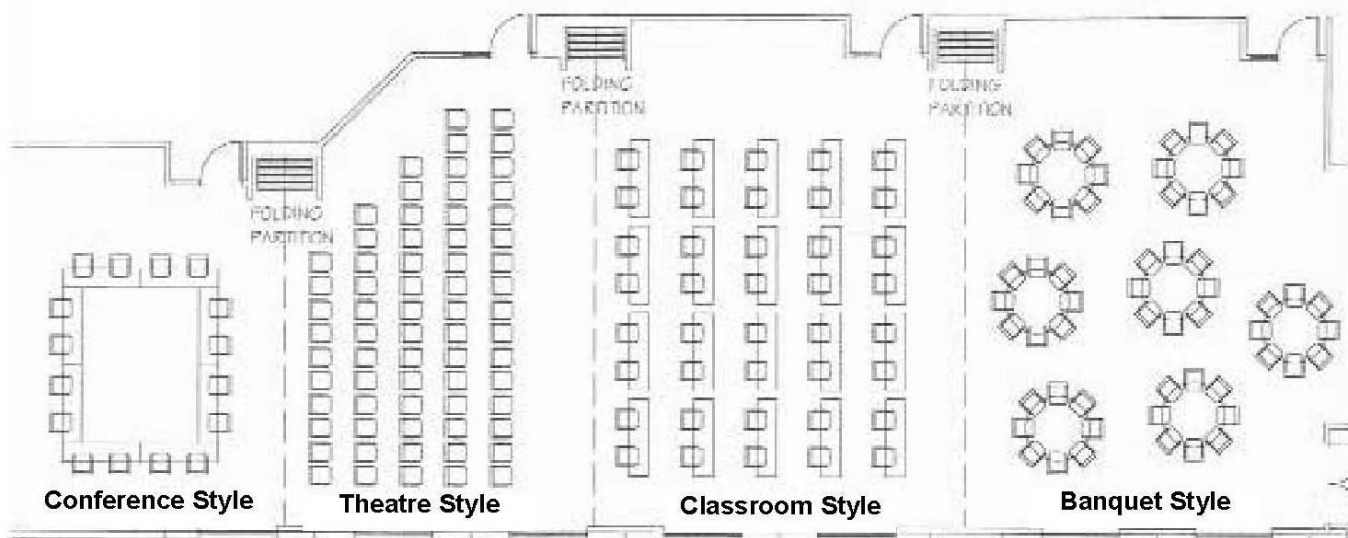 FOLDING
PARTITION
FOLDING
PARTITION
FOLDING
PARTITION
Conference Style
Theatre Style
Classroom Style
Banquet Style